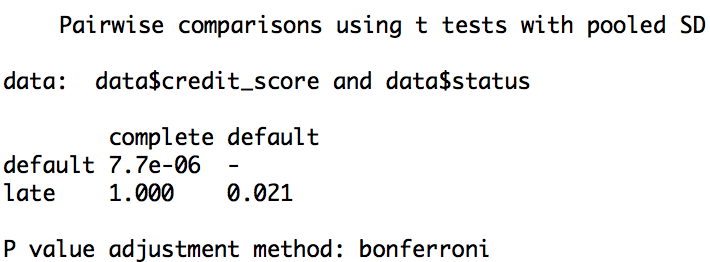 Pairwise comparisons using t tests with pooled SD
data:  data$credit_score and data$status
complete default
default 7.7e-06  -
late    1.000    0.021
P value adjustment method: bonferroni